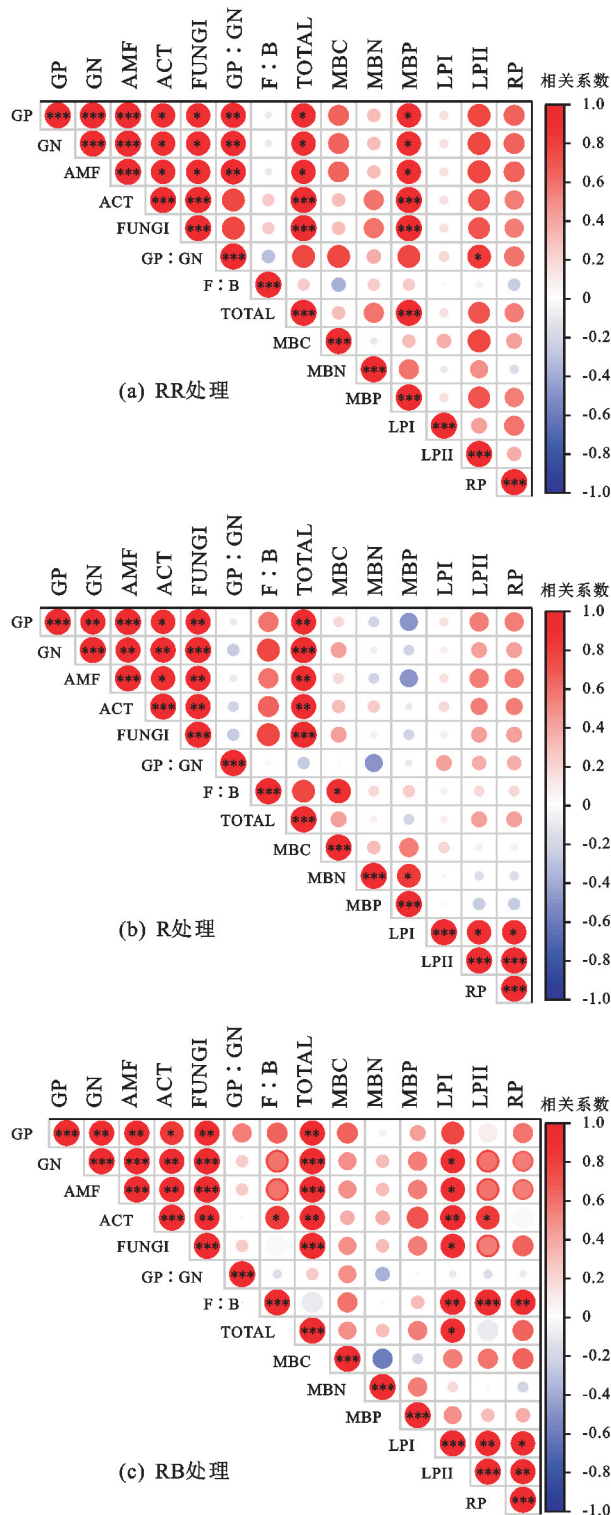 GP GN AMF ACT FUNGI GP：GN F：B TOTAL MBC MBN MBP LPI LPII RP
相关系数
GP *** *** *** * * ** * *
GN *** *** * * ** * *
AMF *** * * ** * *
ACT *** *** *** ***
FUNGI *** *** ***
GP：GN *** *
F：B ***
TOTAL *** ***
MBC ***
MBN ***
MBP ***
LPI ***
LPII ***
RP ***
(a) RR处理
1.0
0.8
0.6
0.4
0.2
0
-0.2
-0.4
-0.6
-0.8
-1.0
GP GN AMF ACT FUNGI GP：GN F：B TOTAL MBC MBN MBP LPI LPII RP
相关系数
GP *** ** *** * ** **
GN *** ** ** *** ***
AMF *** * ** **
ACT *** ** **
FUNGI *** ***
GP：GN ***
F：B *** *
TOTAL ***
MBC ***
MBN *** *
MBP ***
LPI *** * *
LPII *** ***
RP ***
(b) R处理
1.0
0.8
0.6
0.4
0.2
0
-0.2
-0.4
-0.6
-0.8
-1.0
GP GN AMF ACT FUNGI GP：GN F：B TOTAL MBC MBN MBP LPI LPII RP
相关系数
GP *** ** ** * ** **
GN *** *** ** *** *** *
AMF *** ** *** *** *
ACT *** ** * ** ** *
FUNGI *** *** *
GP：GN ***
F：B *** ** *** **
TOTAL *** *
MBC ***
MBN ***
MBP ***
LPI *** ** *
LPII *** **
RP ***
(c) RB处理
1.0
0.8
0.6
0.4
0.2
0
-0.2
-0.4
-0.6
-0.8
-1.0